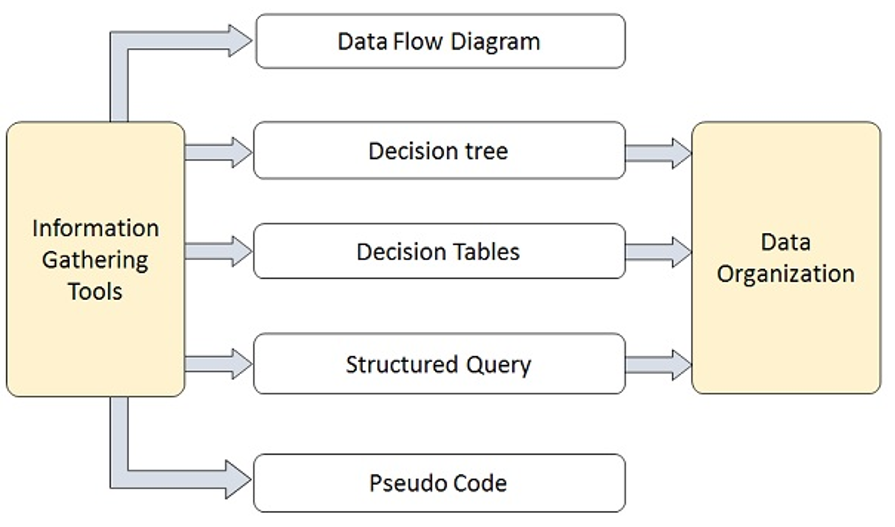 Data Flow Diagram
Decision tree
Information
Gathering
Tools
Decision Tables
Data
Organization
Structured Query
Pseudo Code